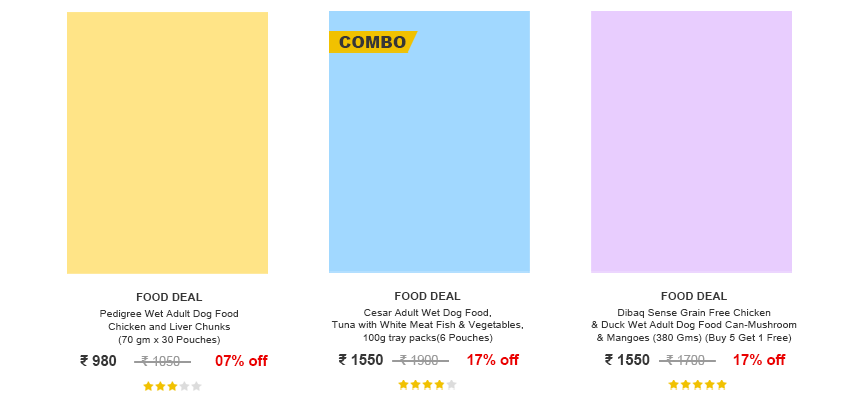 COMBO
FOOD DEAL
Pedigree Wet Adult Dog Food
Chicken and Liver Chunks
(70 gm x 30 Pouches)
₹ 980 ₹ 1050 07% off
FOOD DEAL
Cesar Adult Wet Dog Food,
Tuna with White Meat Fish & Vegetables,
100g tray packs(6 Pouches)
₹ 1550 ₹ 1900 17% off
FOOD DEAL
Dibaq Sense Grain Free Chicken
& Duck Wet Adult Dog Food Can-Mushroom
& Mangoes (380 Gms) (Buy 5 Get 1 Free)
₹ 1550 ₹ 1700 17% off